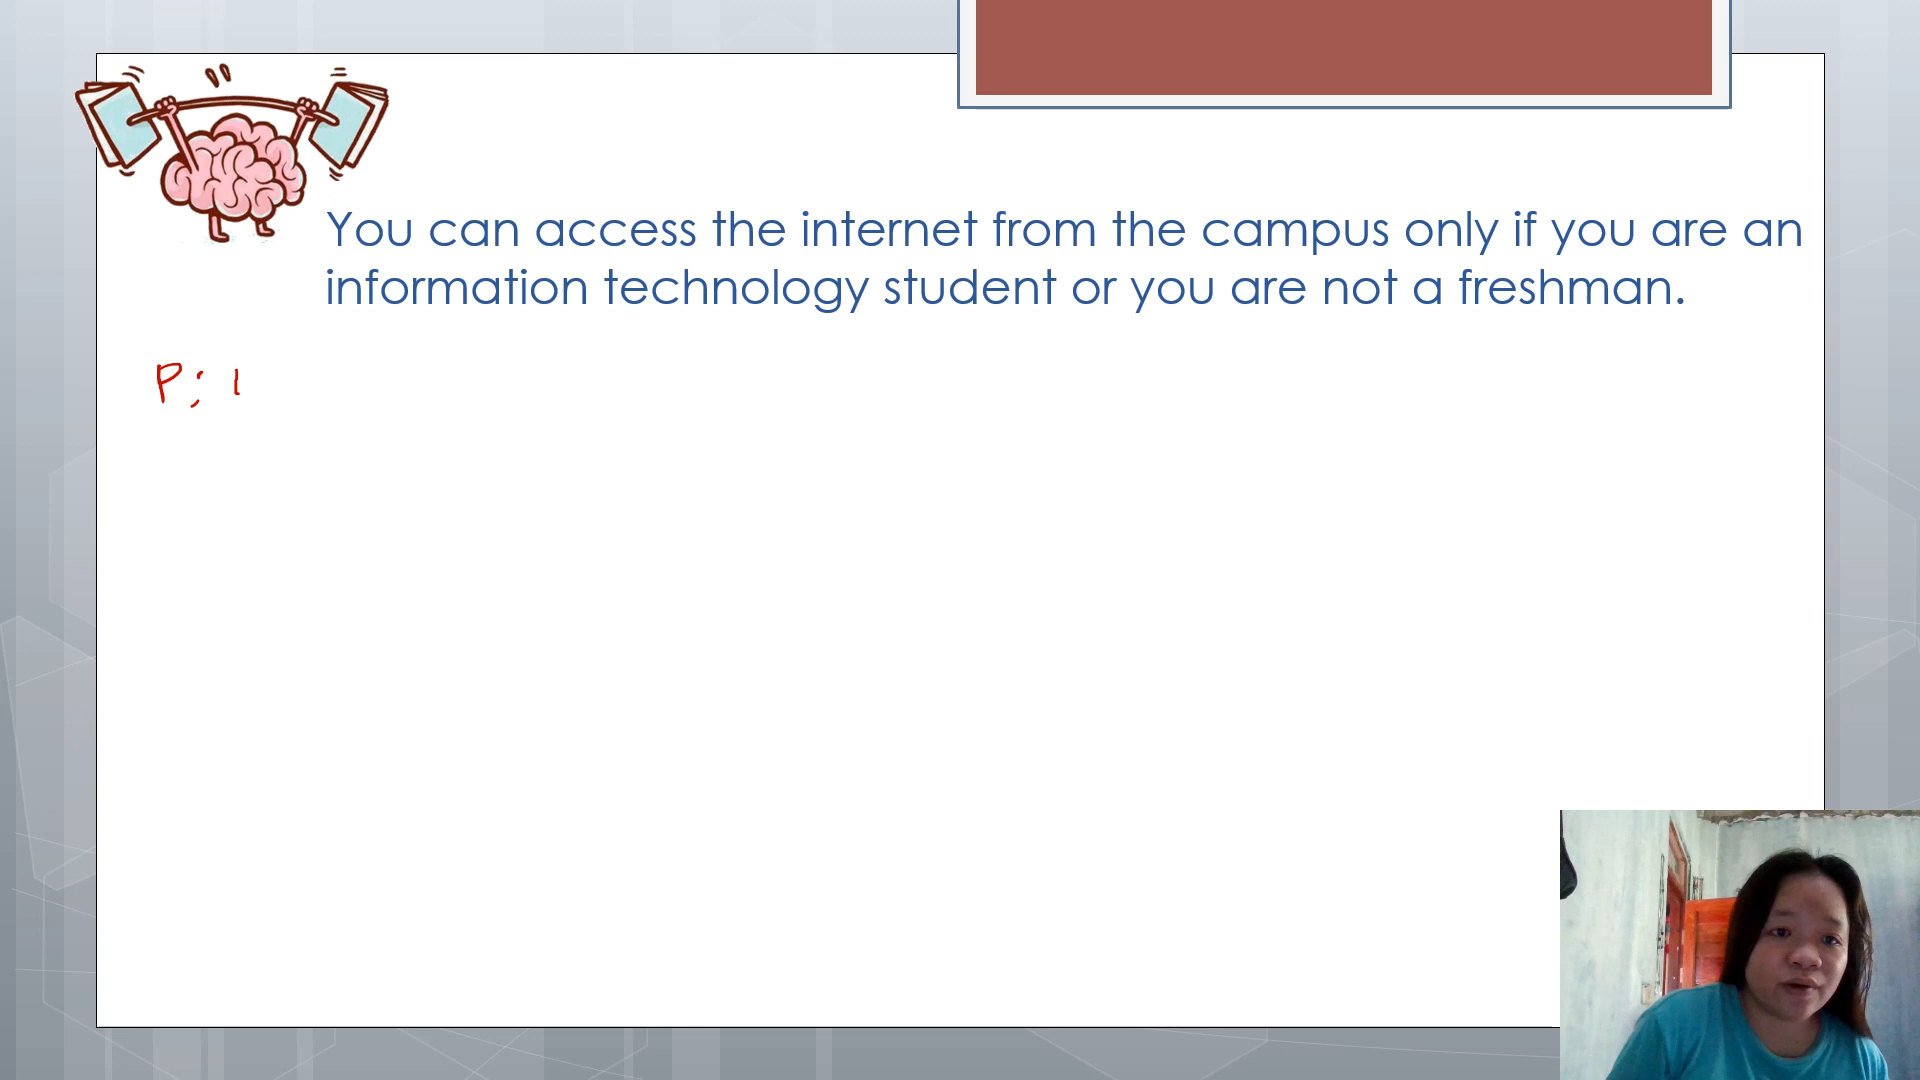 You can access the internet from the campus only if you are an
information technology student or you are not a freshman.
P: I